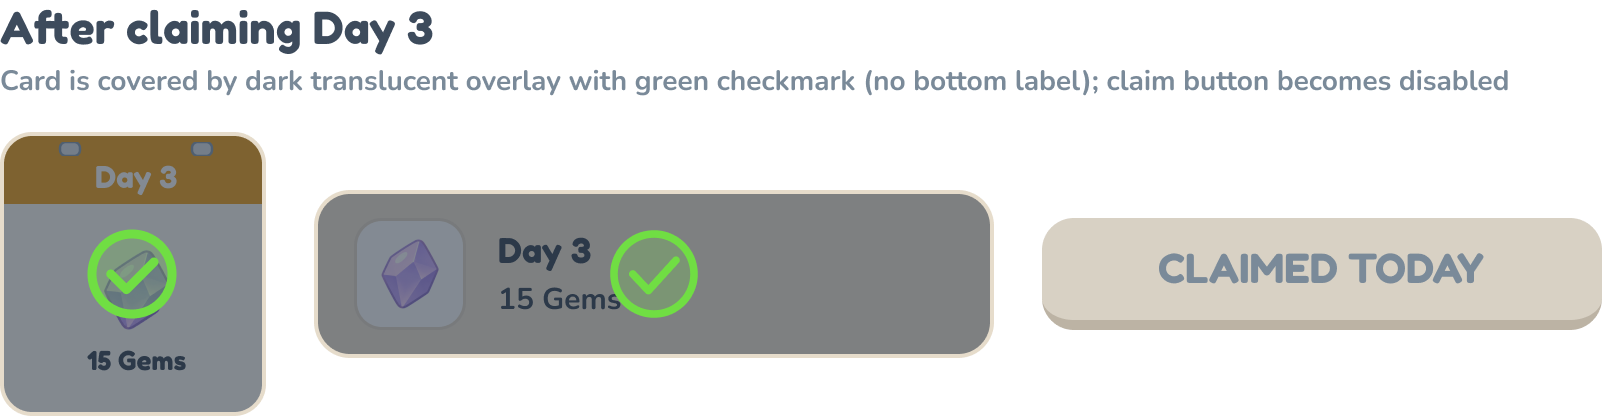 After claiming Day 3
Card is covered by dark translucent overlay with green checkmark (no bottom label); claim button becomes disabled
Day 3
15 Gems
Day 3
15 Gems
CLAIMED TODAY